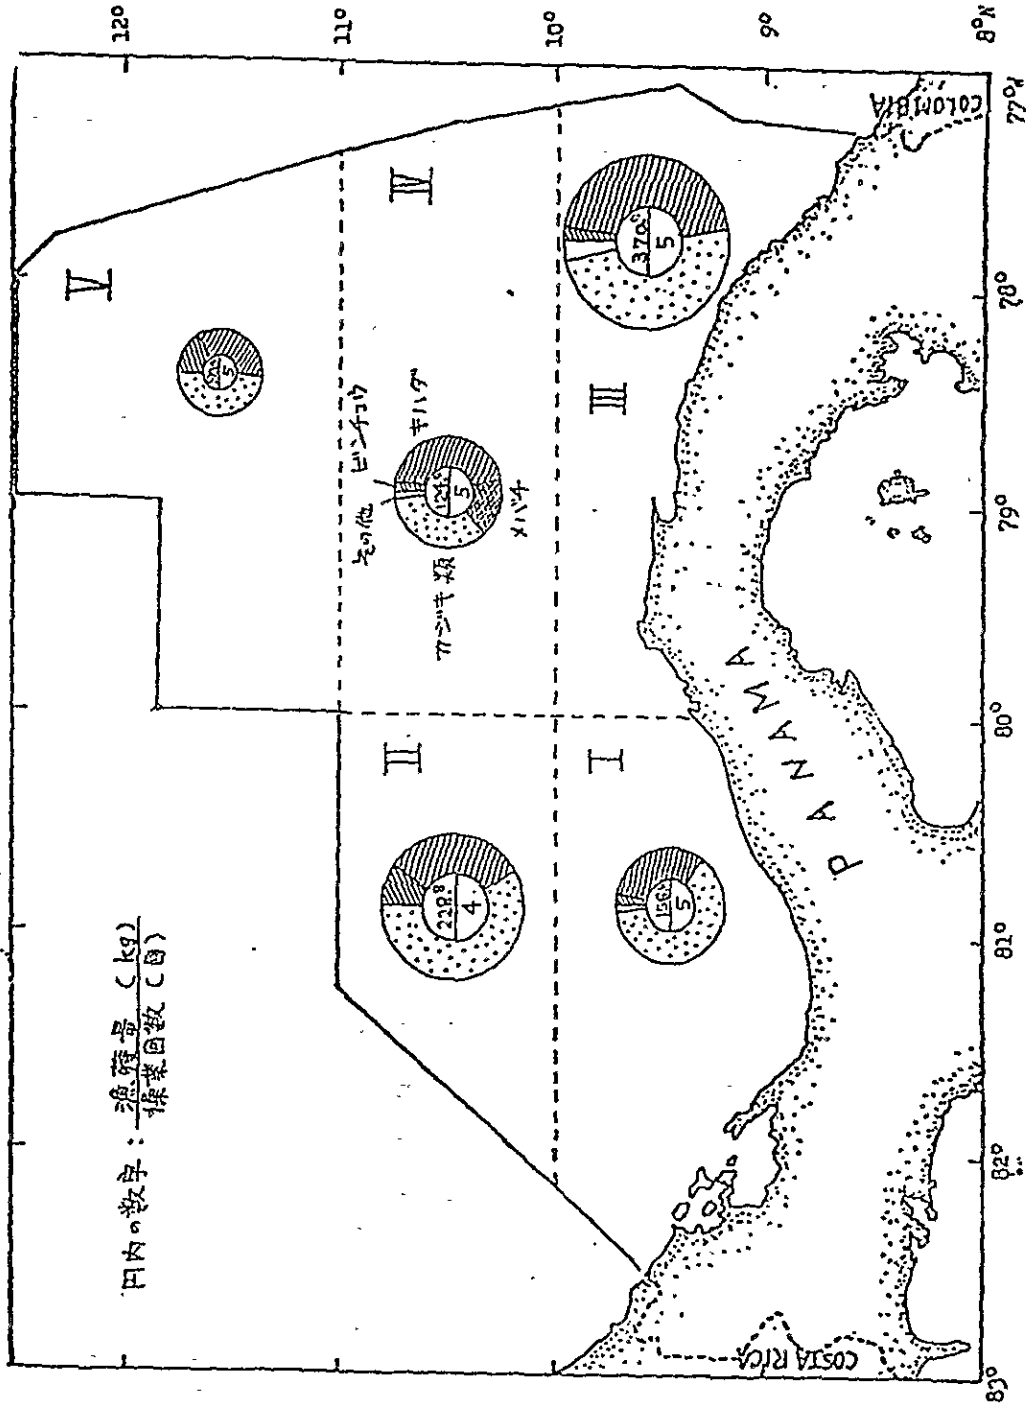 円内の数字:漁獲量(kg)
操業回数(回)
12°
11°
10°
9°
8°N
V
IV
III
II
I
5
その他
ビンチョウ
キハダ
メバチ
カジキ類
5
370.0
5
228.8
4
5
PANAMA
COSTA RICA
COLOMBIA
83°
82°
81°
80°
79°
78°
77°W